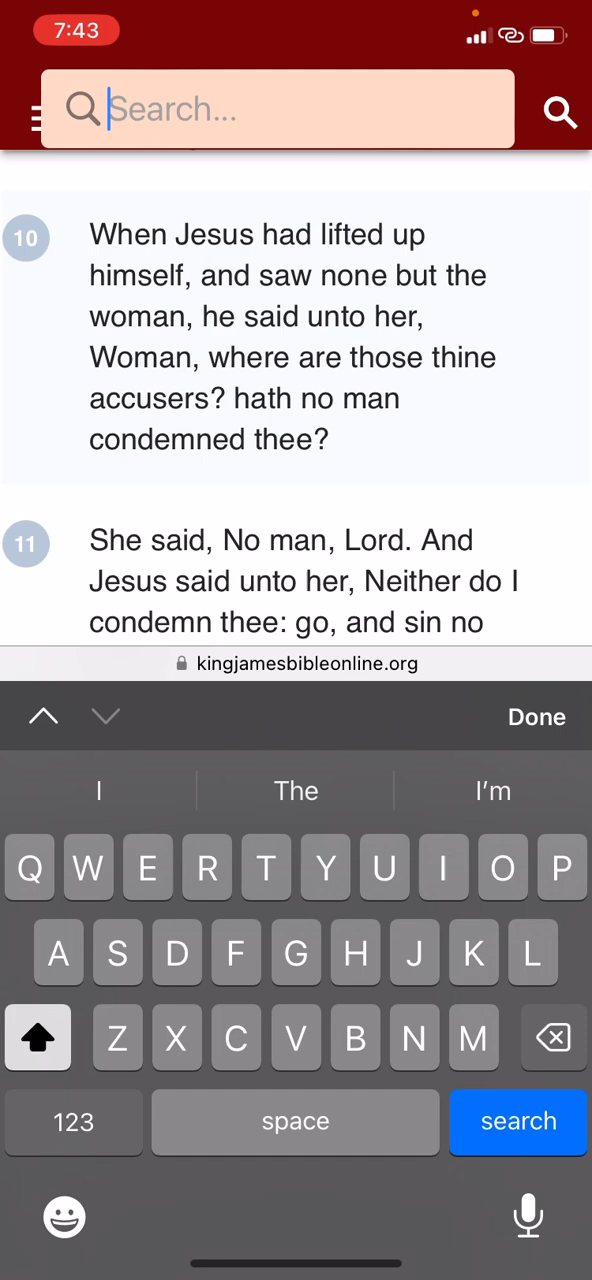 7:43
Search...
10
When Jesus had lifted up
himself, and saw none but the
woman, he said unto her,
Woman, where are those thine
accusers? hath no man
condemned thee?
11
She said, No man, Lord. And
Jesus said unto her, Neither do I
condemn thee: go, and sin no
kingjamesbibleonline.org
Done
I The I’m
Q W E R T Y U I O P
A S D F G H J K L
Z X C V B N M
123 space search